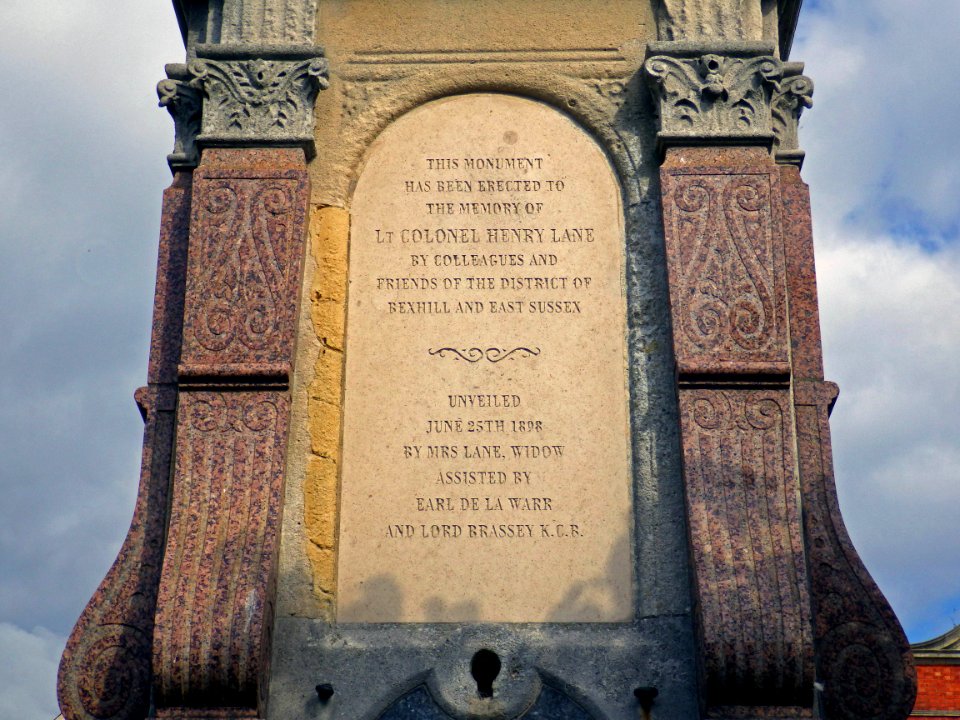 THIS MONUMENT
HAS BEEN ERECTED TO
THE MEMORY OF
LT COLONEL HENRY LANE
BY COLLEAGUES AND
FRIENDS OF THE DISTRICT OF
BEXHILL AND EAST SUSSEX
UNVEILED
JUNE 25TH 1898
BY MRS LANE, WIDOW
ASSISTED BY
EARL DE LA WARR
AND LORD BRASSEY K.C.B.